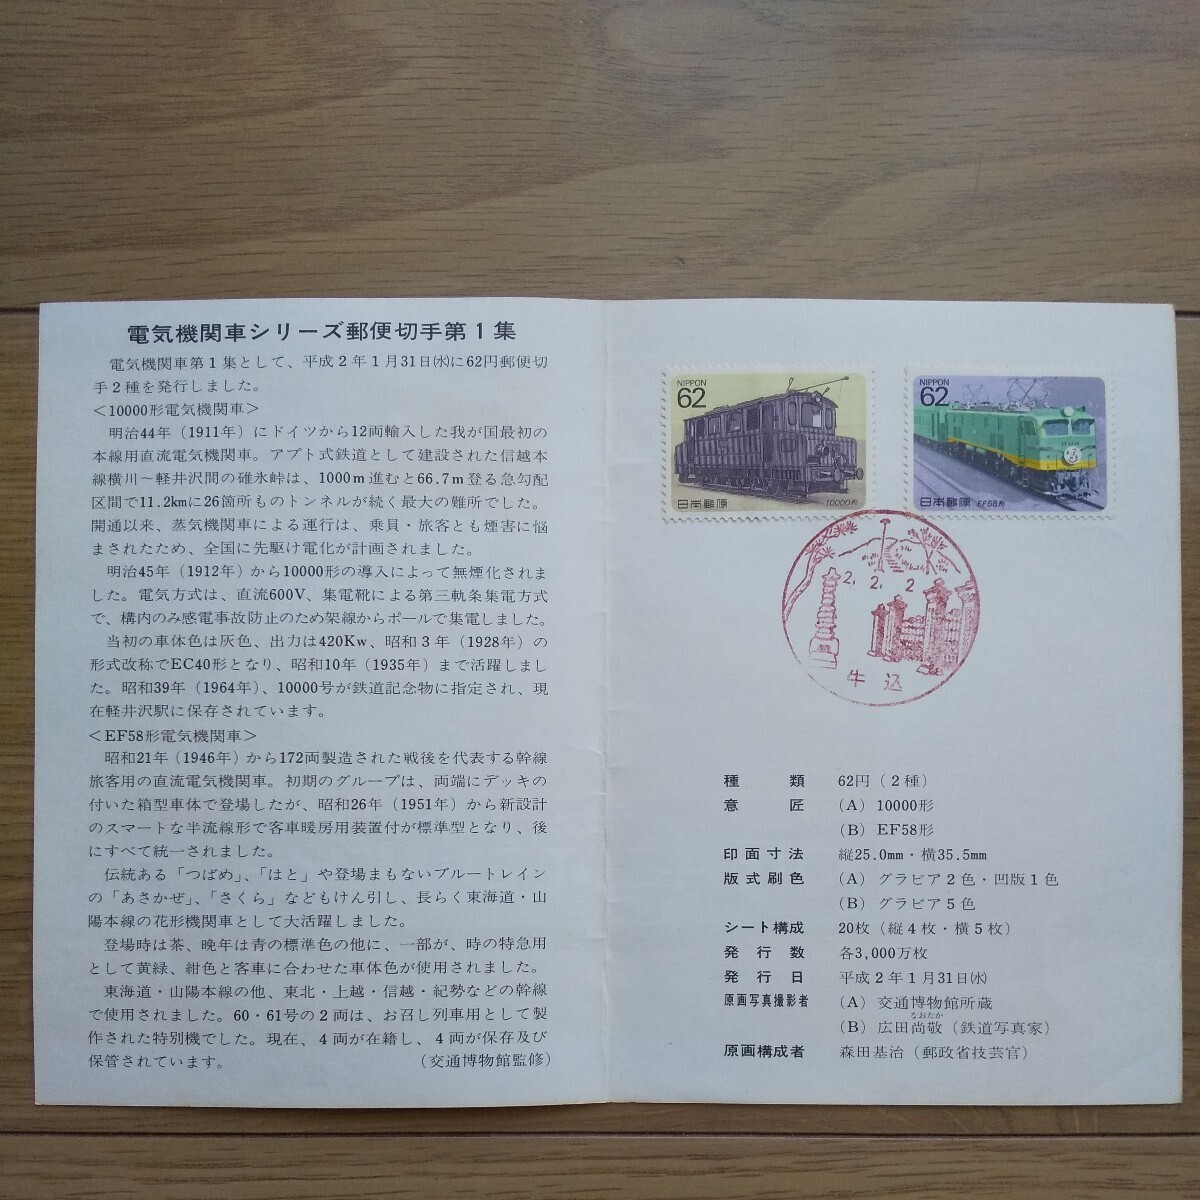 電気機関車シリーズ郵便切手第1集
電気機関車第1集として、平成2年1月31日㈬に62円郵便切
手2種を発行しました。
＜10000形電気機関車＞
明治44年（1911年）にドイツから12両輸入した我が国最初の
本線用直流電気機関車。アプト式鉄道として建設された信越本
線横川～軽井沢間の碓氷峠は、1000m進むと66.7m登る急勾配
区間で11.2kmに26箇所ものトンネルが続く最大の難所でした。
開通以来、蒸気機関車による運行は、乗員・旅客とも煙害に悩
まされたため、全国に先駆け電化が計画されました。
明治45年（1912年）から10000形の導入によって無煙化されま
した。電気方式は、直流600V、集電靴による第三軌条集電方式
で、構内のみ感電事故防止のため架線からポールで集電しました。
当初の車体色は灰色、出力は420Kw、昭和3年（1928年）の
形式改称でEC40形となり、昭和10年（1935年）まで活躍しまし
た。昭和39年（1964年）、10000号が鉄道記念物に指定され、現
在軽井沢駅に保存されています。
＜EF58形電気機関車＞
昭和21年（1946年）から172両製造された戦後を代表する幹線
旅客用の直流電気機関車。初期のグループは、両端にデッキの
付いた箱型車体で登場したが、昭和26年（1951年）から新設計
のスマートな半流線形で客車暖房用装置付が標準型となり、後
にすべて統一されました。
伝統ある「つばめ」、「はと」や登場まもないブルートレイン
の「あさかぜ」、「さくら」などもけん引し、長らく東海道・山
陽本線の花形機関車として大活躍しました。
登場時は茶、晩年は青の標準色の他に、一部が、時の特急用
として黄緑、紺色と客車に合わせた車体色が使用されました。
東海道・山陽本線の他、東北・上越・信越・紀勢などの幹線
で使用されました。60・61号の2両は、お召し列車用として製
作された特別機でした。現在、4両が在籍し、4両が保存及び
保管されています。（交通博物館監修）
NIPPON
62
日本郵便 10000形
NIPPON
62
日本郵便 EF58形
2. 2. 2
牛込
種類 62円（2種）
意匠 （A）10000形
（B）EF58形
印面寸法 縦25.0mm・横35.5mm
版式刷色 （A）グラビア2色・凹版1色
（B）グラビア5色
シート構成 20枚（縦4枚・横5枚）
発行数 各3,000万枚
発行日 平成2年1月31日㈬
原画写真撮影者 （A）交通博物館所蔵
なおたか
（B）広田尚敬（鉄道写真家）
原画構成者 森田基治（郵政省技芸官）